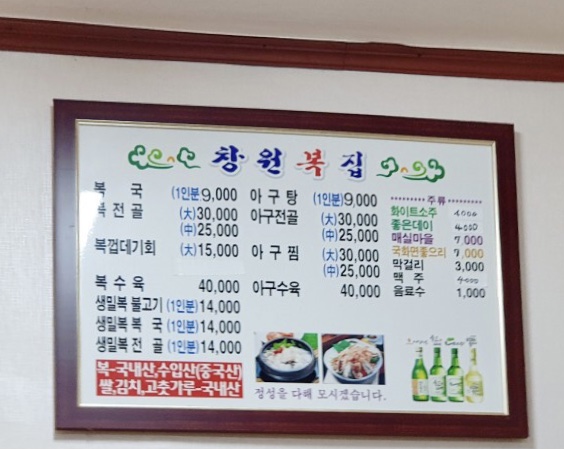 창원복집
복 국 (1인분)9,000
복 전 골 (大)30,000
(中)25,000
복껍데기회 (大)15,000
복 수 육 40,000
생밀복 불고기 (1인분)14,000
생밀복 복 국 (1인분)14,000
생밀복 전 골 (1인분)14,000
복-국내산,수입산(중국산)
쌀,김치,고춧가루-국내산
아 구 탕 (1인분)9,000
아구전골 (大)30,000
(中)25,000
아 구 찜 (大)30,000
(中)25,000
아구수육 40,000
정성을 다해 모시겠습니다.
********* 주류 *********
화이트소주 4000
좋은데이 4000
매실마을 7,000
국화면좋으리 7,000
막걸리 3,000
맥 주 4000
음료수 1,000